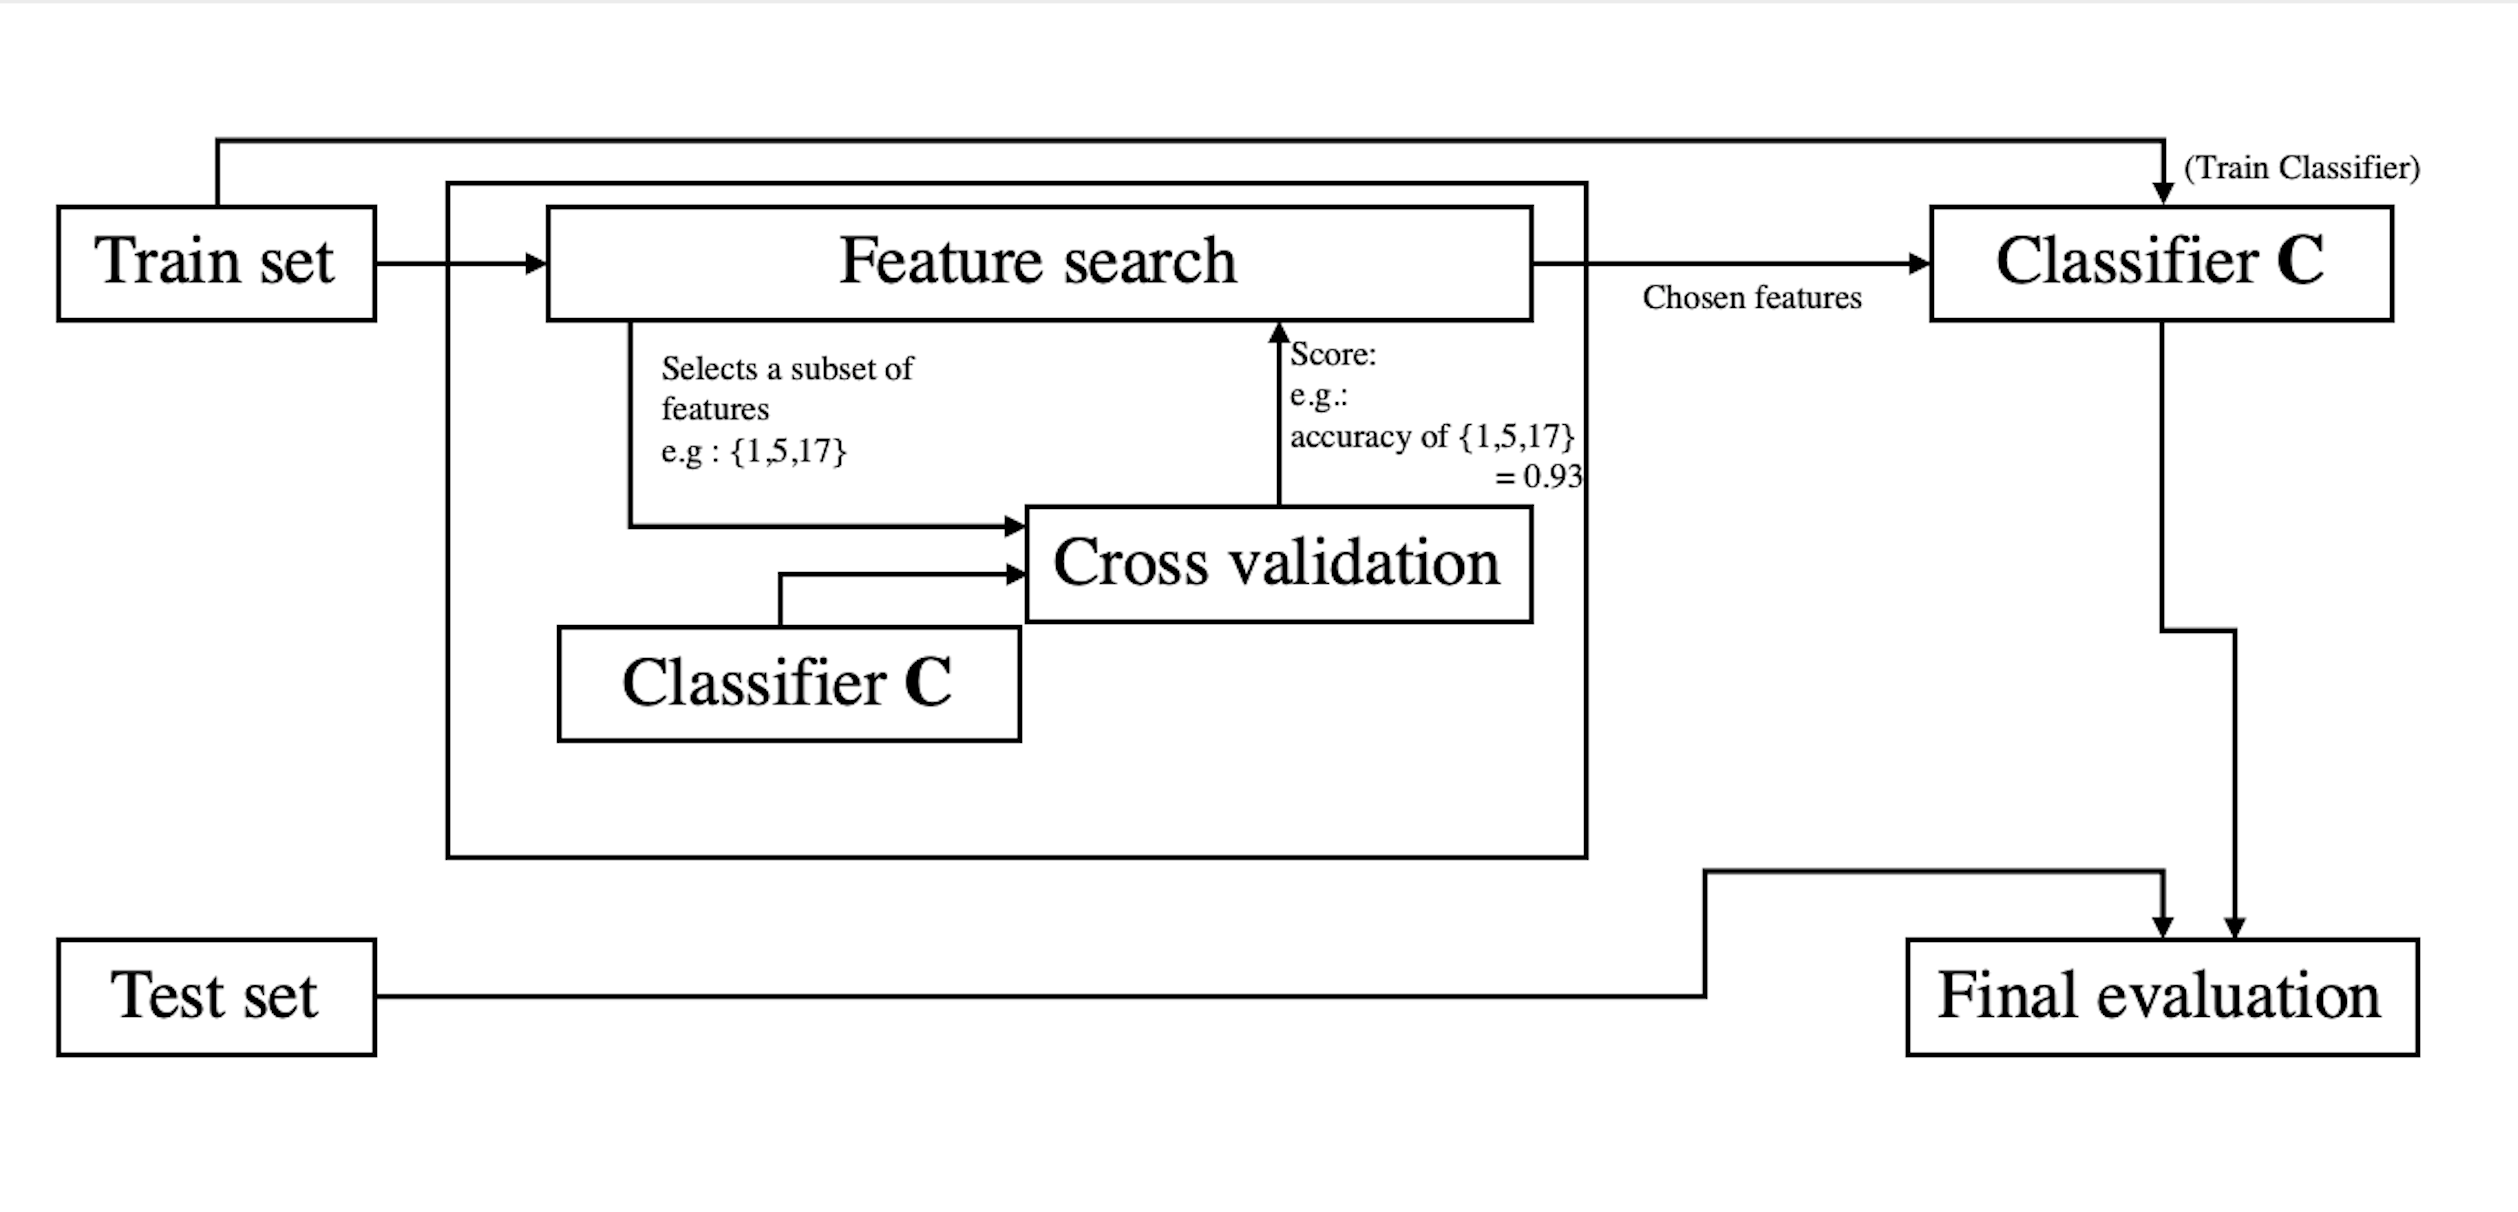 (Train Classifier)
Train set
Feature search
Classifier C
Chosen features
Selects a subset of
features
e.g : {1,5,17}
Score:
e.g.:
accuracy of {1,5,17}
= 0.93
Cross validation
Classifier C
Test set
Final evaluation